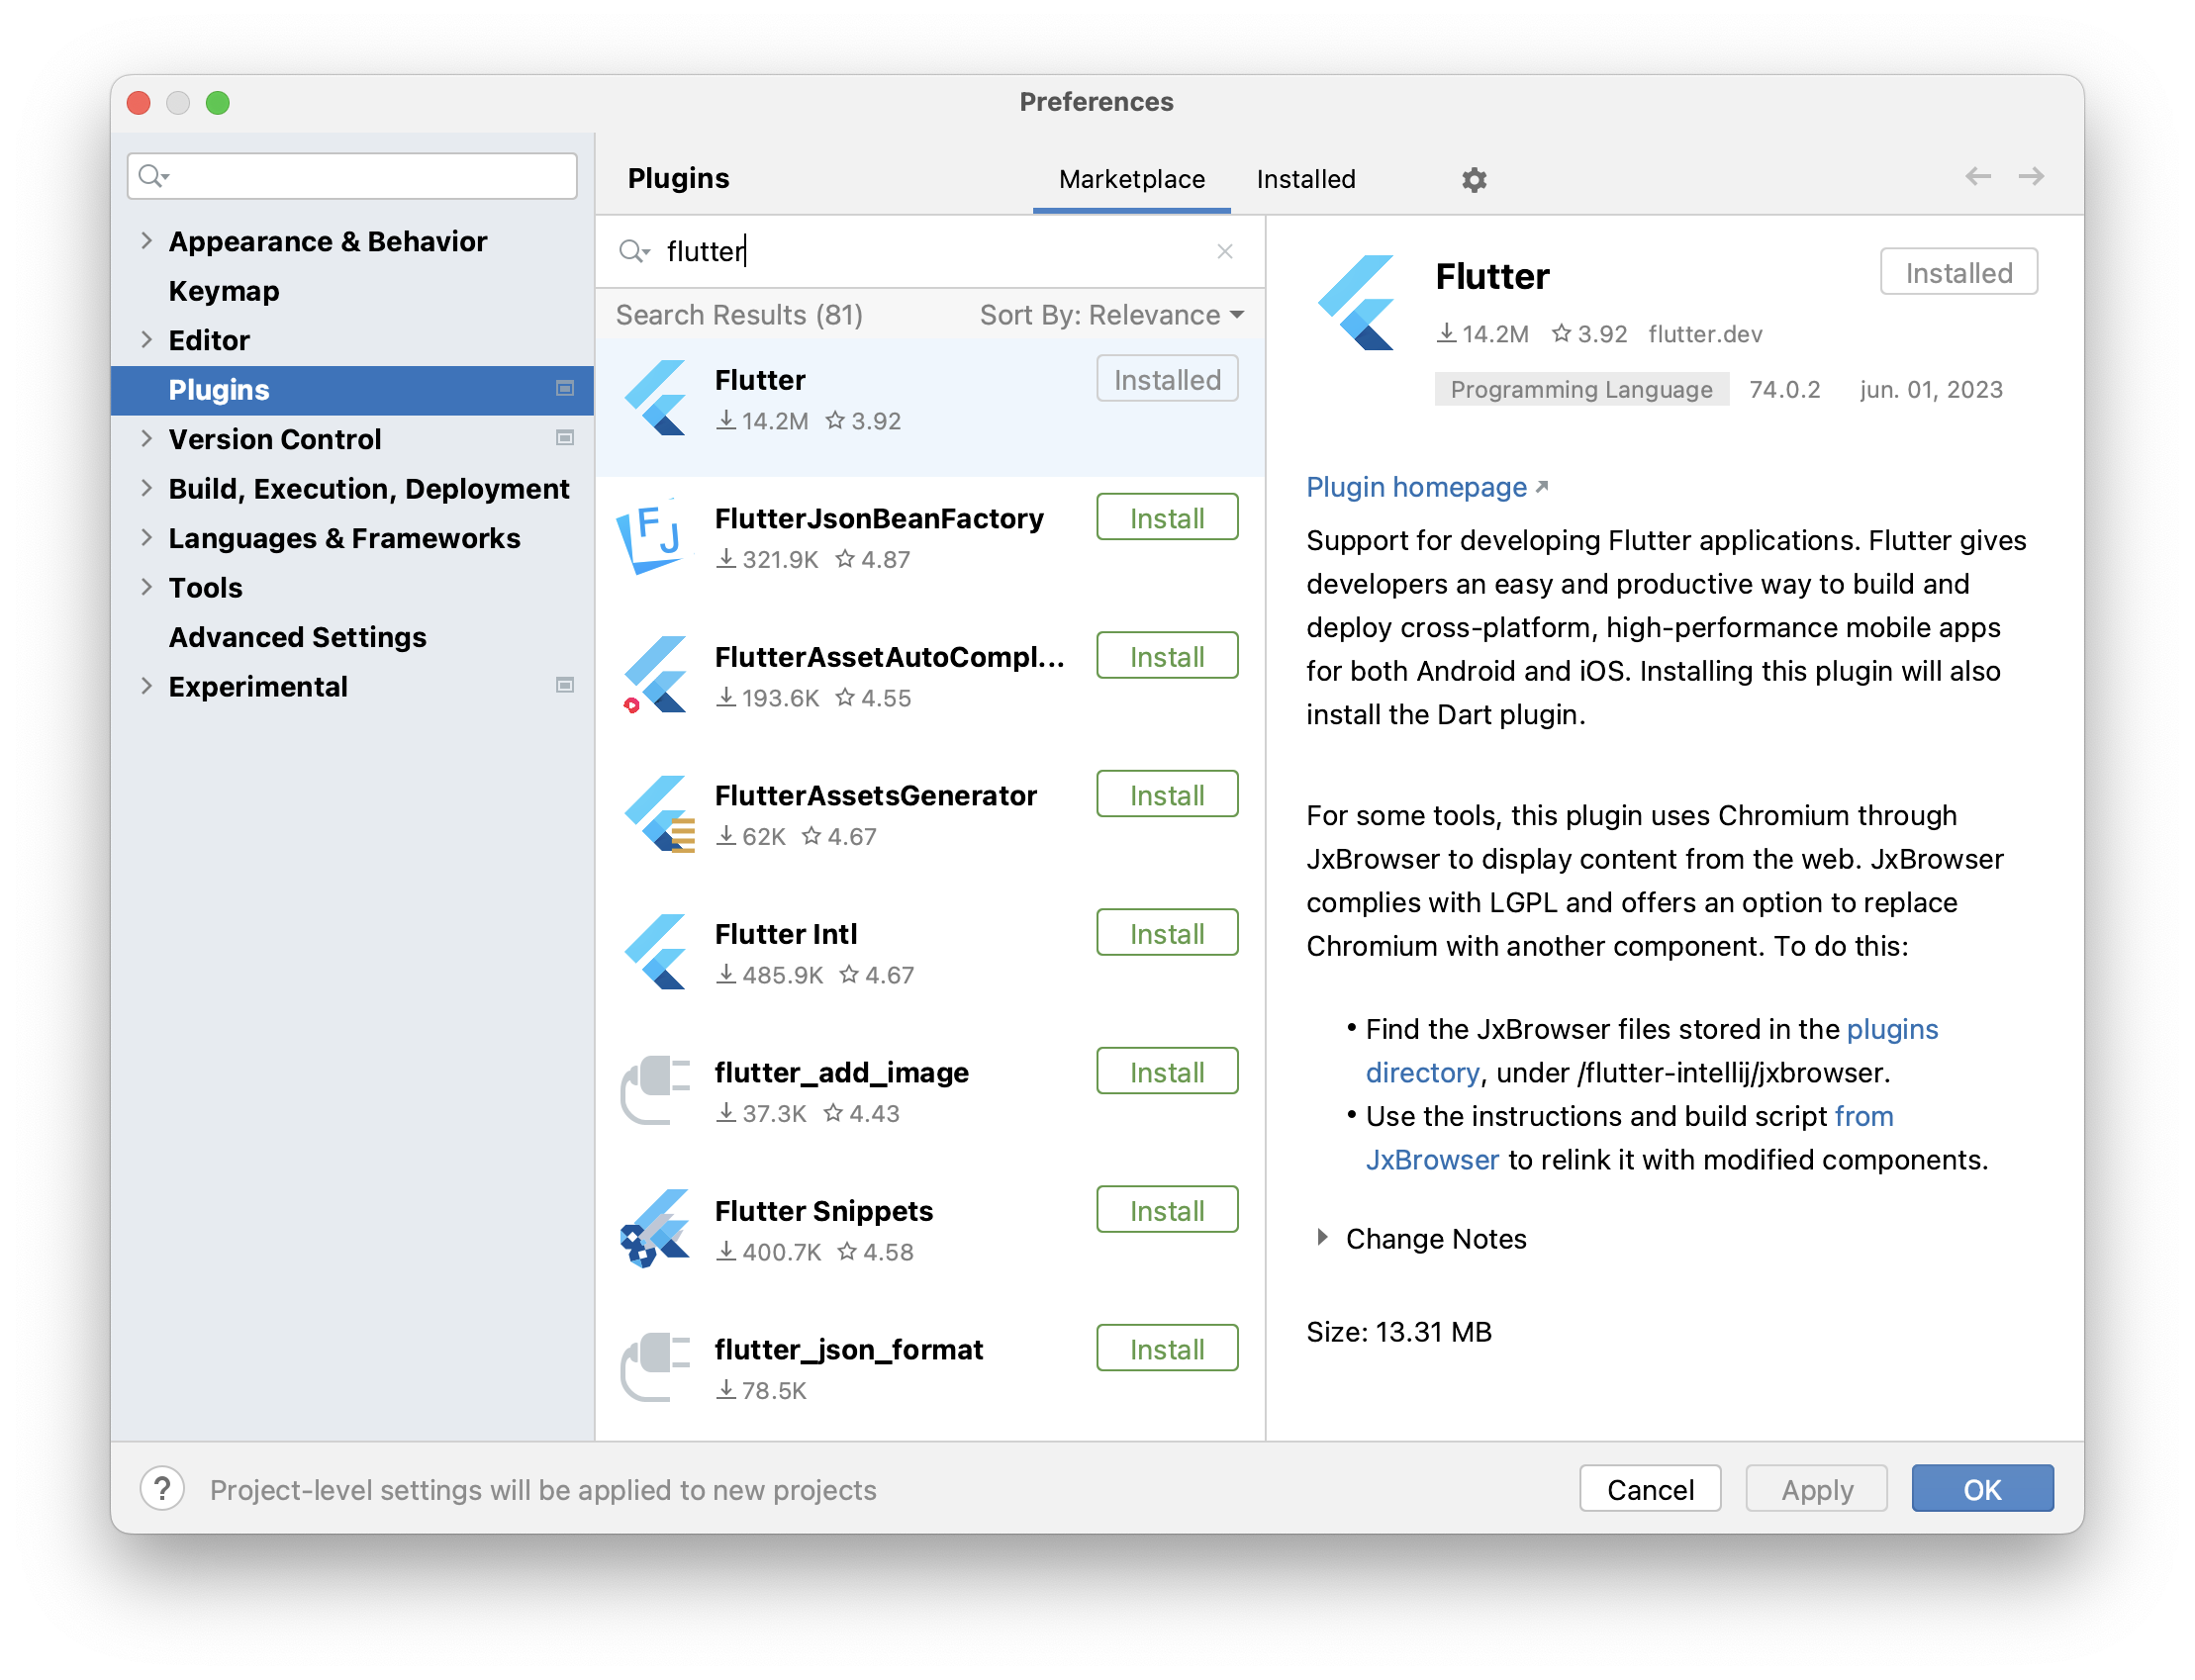 Preferences
Appearance & Behavior
Keymap
Editor
Plugins
Version Control
Build, Execution, Deployment
Languages & Frameworks
Tools
Advanced Settings
Experimental
Plugins
Marketplace
Installed
flutter
Search Results (81)
Sort By: Relevance
Flutter
Installed
14.2M 3.92
FJ
FlutterJsonBeanFactory
Install
321.9K 4.87
FlutterAssetAutoCompl...
Install
193.6K 4.55
FlutterAssetsGenerator
Install
62K 4.67
Flutter Intl
Install
485.9K 4.67
flutter_add_image
Install
37.3K 4.43
Flutter Snippets
Install
400.7K 4.58
flutter_json_format
Install
78.5K
Flutter
Installed
14.2M 3.92 flutter.dev
Programming Language 74.0.2 jun. 01, 2023
Plugin homepage
Support for developing Flutter applications. Flutter gives
developers an easy and productive way to build and
deploy cross-platform, high-performance mobile apps
for both Android and iOS. Installing this plugin will also
install the Dart plugin.
For some tools, this plugin uses Chromium through
JxBrowser to display content from the web. JxBrowser
complies with LGPL and offers an option to replace
Chromium with another component. To do this:
• Find the JxBrowser files stored in the plugins
directory, under /flutter-intellij/jxbrowser.
• Use the instructions and build script from
JxBrowser to relink it with modified components.
Change Notes
Size: 13.31 MB
? Project-level settings will be applied to new projects
Cancel
Apply
OK